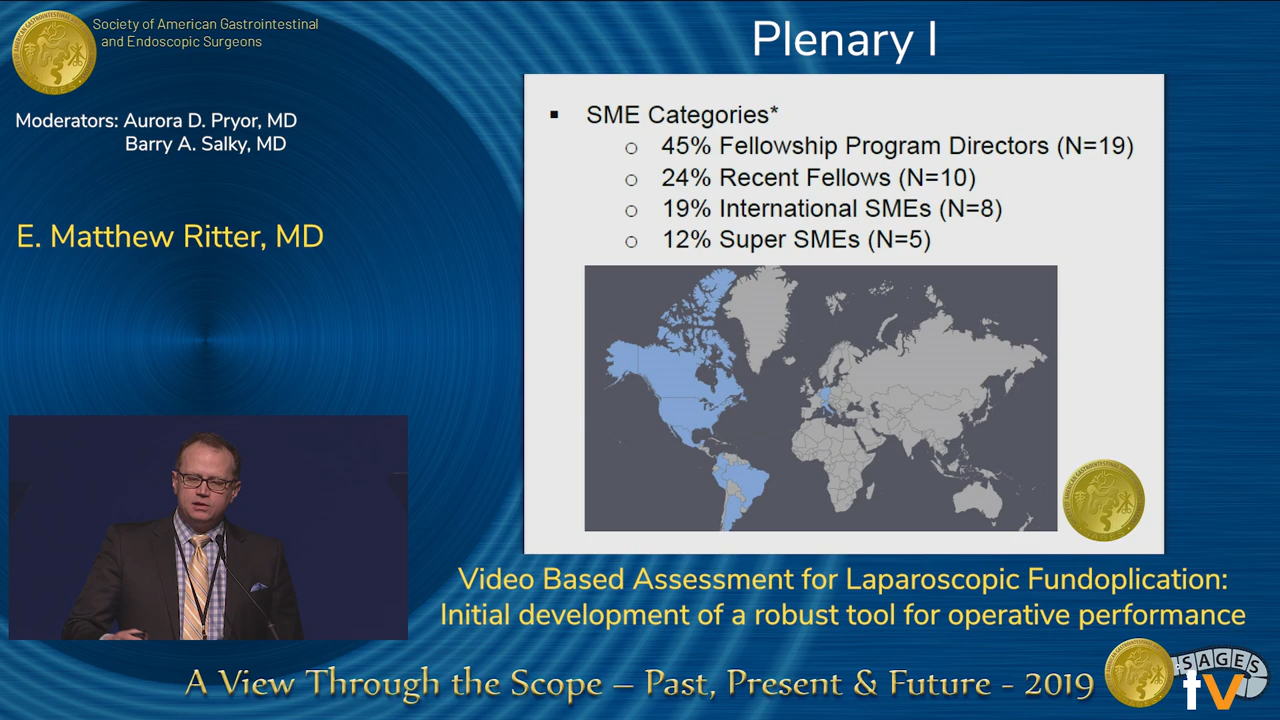 Society of American Gastrointestinal
and Endoscopic Surgeons
Plenary I
Moderators: Aurora D. Pryor, MD
Barry A. Salky, MD
E. Matthew Ritter, MD
▪ SME Categories*
○ 45% Fellowship Program Directors (N=19)
○ 24% Recent Fellows (N=10)
○ 19% International SMEs (N=8)
○ 12% Super SMEs (N=5)
Video Based Assessment for Laparoscopic Fundoplication:
Initial development of a robust tool for operative performance
A View Through the Scope – Past, Present & Future - 2019
SAGES
tv